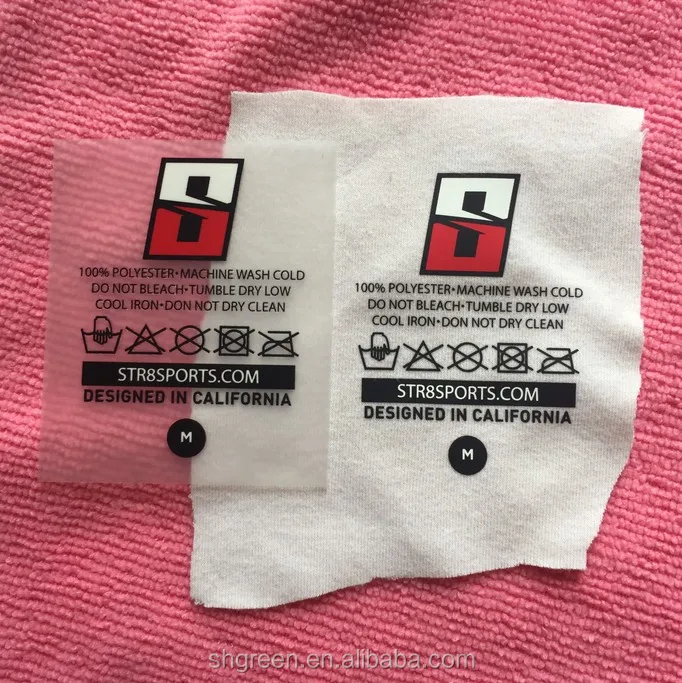 100% POLYESTER•MACHINE WASH COLD
DO NOT BLEACH•TUMBLE DRY LOW
COOL IRON•DON NOT DRY CLEAN
STR8SPORTS.COM
DESIGNED IN CALIFORNIA
M
100% POLYESTER•MACHINE WASH COLD
DO NOT BLEACH•TUMBLE DRY LOW
COOL IRON•DON NOT DRY CLEAN
STR8SPORTS.COM
DESIGNED IN CALIFORNIA
M
shgreen.en.alibaba.com